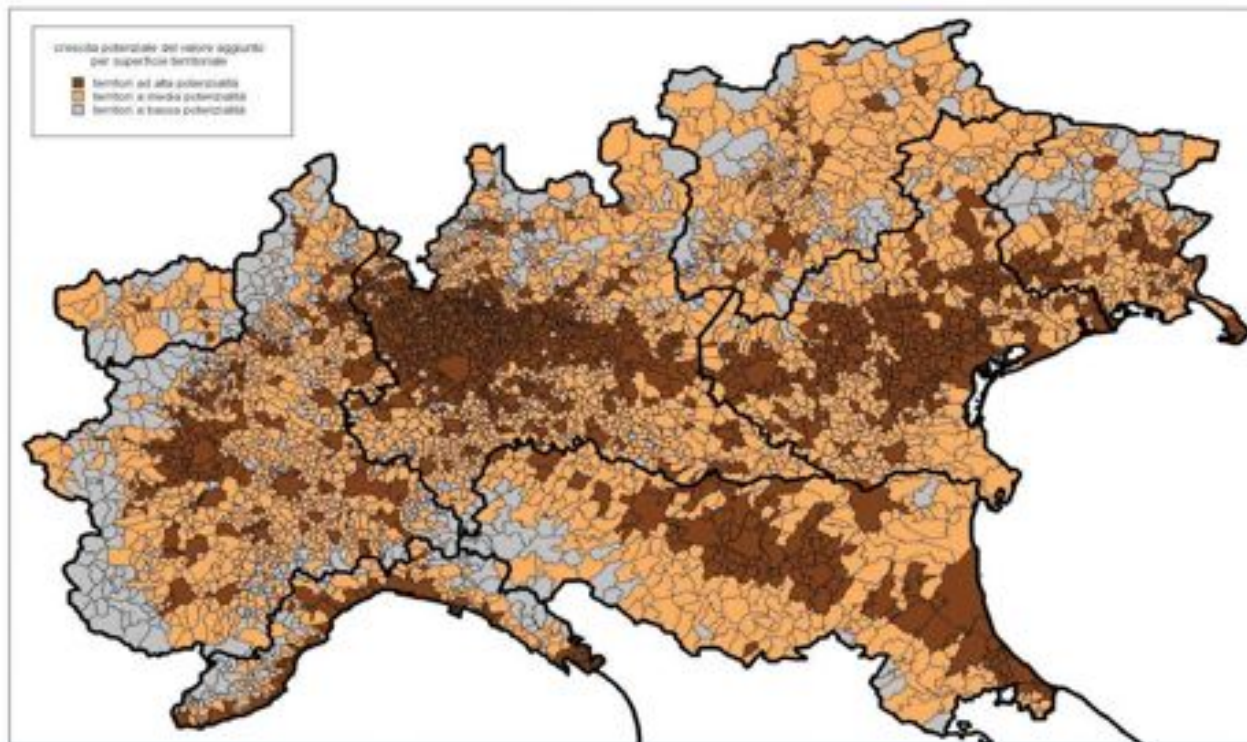 crescita potenziale del valore aggiunto
per superficie territoriale
territori ad alta potenzialità
territori a media potenzialità
territori a bassa potenzialità